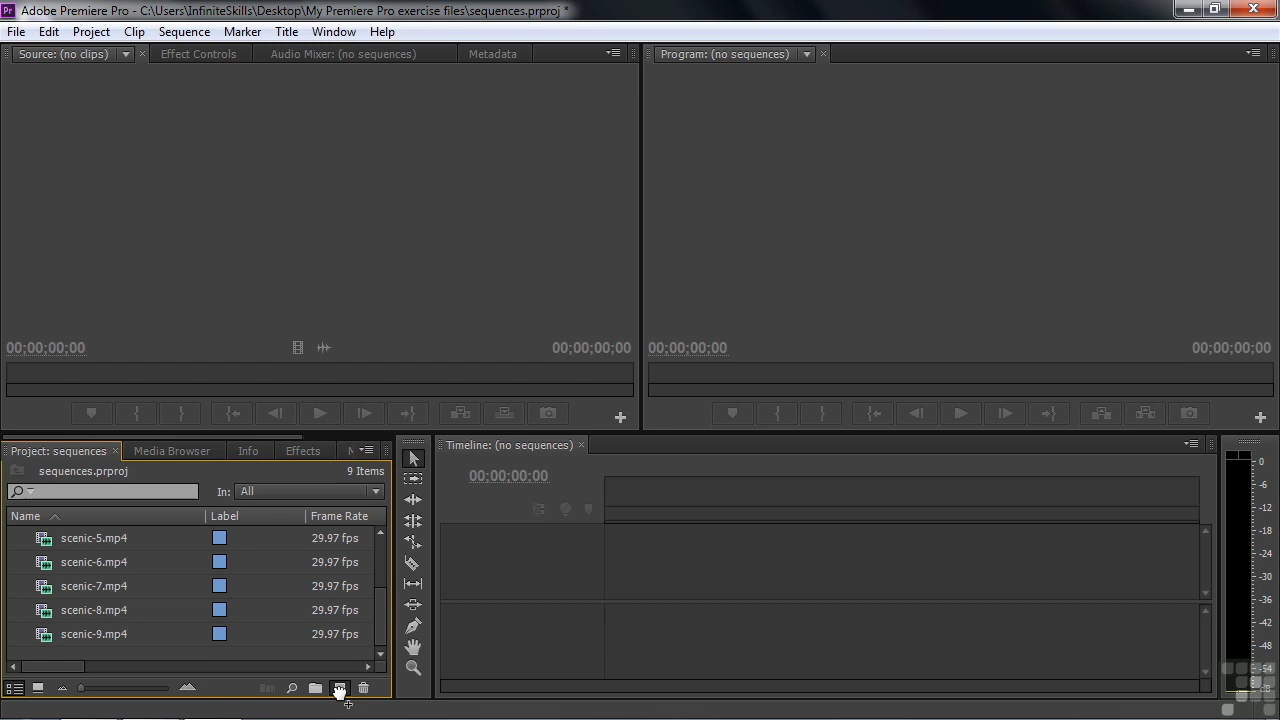 Pr Adobe Premiere Pro - C:\Users\InfiniteSkills\Desktop\My Premiere Pro exercise files\sequences.prproj *
File Edit Project Clip Sequence Marker Title Window Help
Source: (no clips) Effect Controls Audio Mixer: (no sequences) Metadata
Program: (no sequences)
00;00;00;00 00;00;00;00
00;00;00;00 00;00;00;00
Project: sequences Media Browser Info Effects
sequences.prproj 9 Items
In: All
Name Label Frame Rate
scenic-5.mp4 29.97 fps
scenic-6.mp4 29.97 fps
scenic-7.mp4 29.97 fps
scenic-8.mp4 29.97 fps
scenic-9.mp4 29.97 fps
Timeline: (no sequences)
00;00;00;00
0
-6
-12
-18
-24
-30
-36
-42
-48
-54
dB